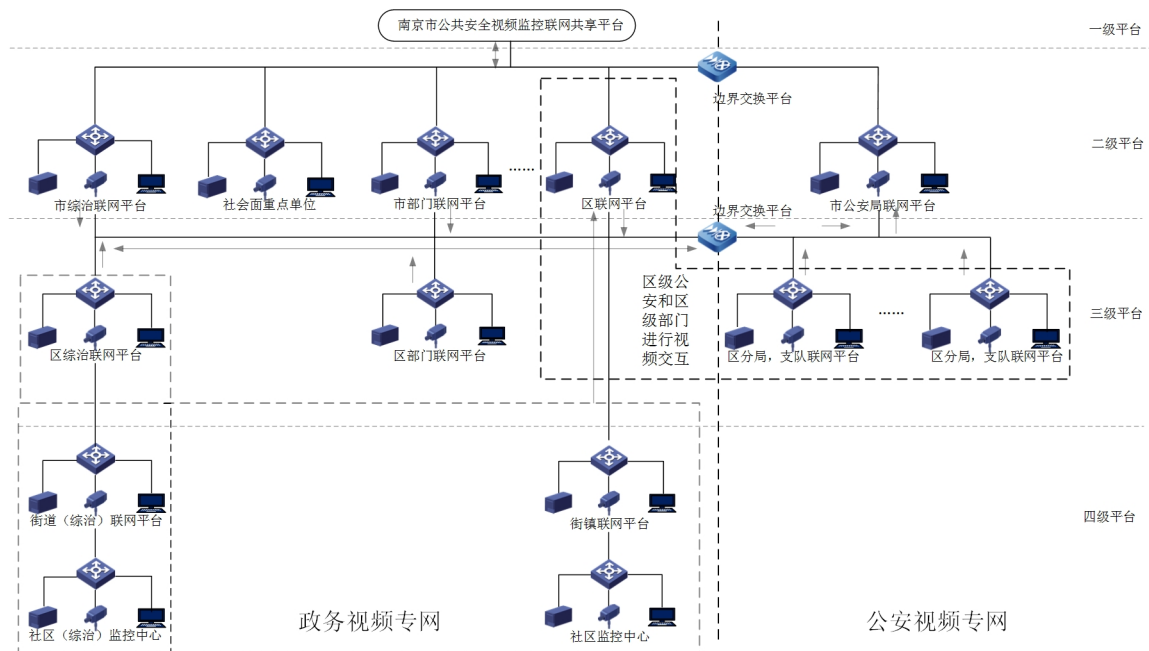 南京市公共安全视频监控联网共享平台
一级平台
边界交换平台
二级平台
市综治联网平台
社会面重点单位
市部门联网平台
......
区联网平台
市公安局联网平台
边界交换平台
区级公
安和区
级部门
进行视
频交互
三级平台
区综治联网平台
区部门联网平台
区分局，支队联网平台
......
区分局，支队联网平台
街道（综治）联网平台
街镇联网平台
四级平台
社区（综治）监控中心
政务视频专网
社区监控中心
公安视频专网